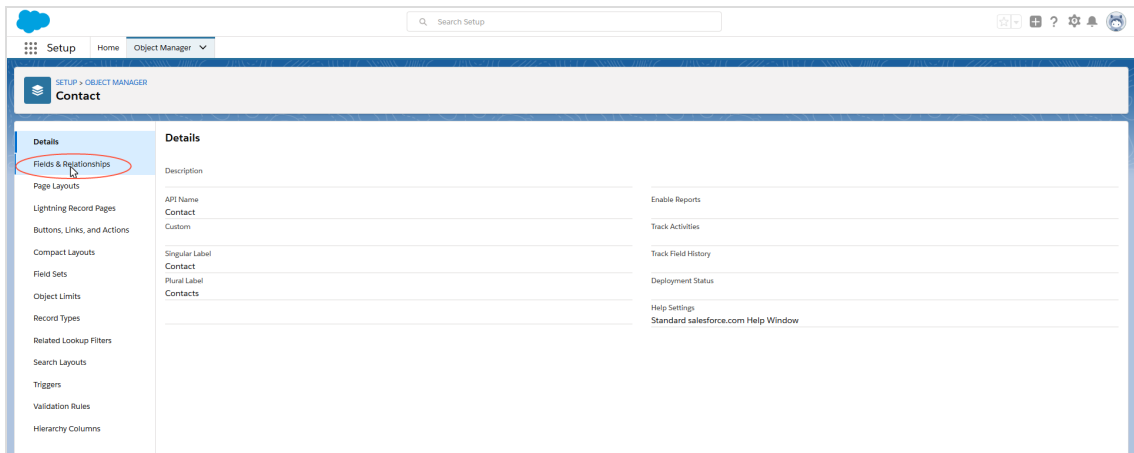 Search Setup
Setup
Home
Object Manager
SETUP > OBJECT MANAGER
Contact
Details
Fields & Relationships
Page Layouts
Lightning Record Pages
Buttons, Links, and Actions
Compact Layouts
Field Sets
Object Limits
Record Types
Related Lookup Filters
Search Layouts
Triggers
Validation Rules
Hierarchy Columns
Details
Description
API Name
Contact
Custom
Singular Label
Contact
Plural Label
Contacts
Enable Reports
Track Activities
Track Field History
Deployment Status
Help Settings
Standard salesforce.com Help Window